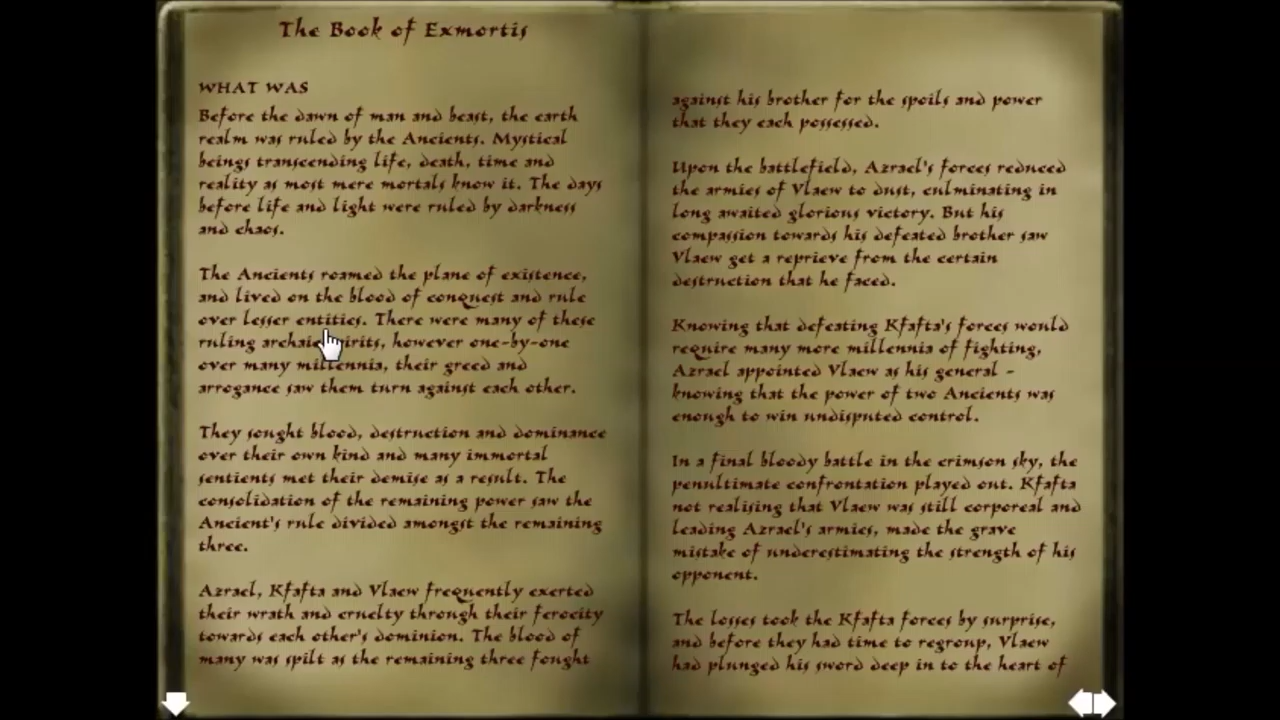 The Book of Exmortis
WHAT WAS
Before the dawn of man and beast, the earth
realm was ruled by the Ancients. Mystical
beings transcending life, death, time and
reality as most mere mortals know it. The days
before life and light were ruled by darkness
and chaos.
The Ancients roamed the plane of existence,
and lived on the blood of conquest and rule
over lesser entities. There were many of these
ruling archaic spirits, however one-by-one
over many millennia, their greed and
arrogance saw them turn against each other.
They sought blood, destruction and dominance
over their own kind and many immortal
sentients met their demise as a result. The
consolidation of the remaining power saw the
Ancient's rule divided amongst the remaining
three.
Azrael, Kfafta and Vlaew frequently exerted
their wrath and cruelty through their ferocity
towards each other's dominion. The blood of
many was spilt as the remaining three fought
against his brother for the spoils and power
that they each possessed.
Upon the battlefield, Azrael's forces reduced
the armies of Vlaew to dust, culminating in
long awaited glorious victory. But his
compassion towards his defeated brother saw
Vlaew get a reprieve from the certain
destruction that he faced.
Knowing that defeating Kfafta's forces would
require many more millennia of fighting,
Azrael appointed Vlaew as his general -
knowing that the power of two Ancients was
enough to win undisputed control.
In a final bloody battle in the crimson sky, the
penultimate confrontation played out. Kfafta
not realising that Vlaew was still corporeal and
leading Azrael's armies, made the grave
mistake of underestimating the strength of his
opponent.
The losses took the Kfafta forces by surprise,
and before they had time to regroup, Vlaew
had plunged his sword deep in to the heart of